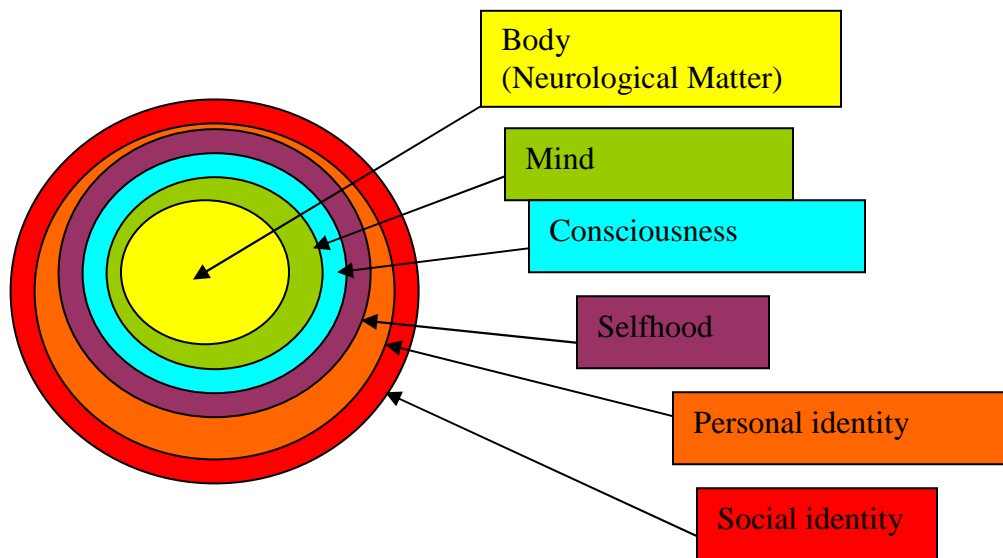 Body
(Neurological Matter)
Mind
Consciousness
Selfhood
Personal identity
Social identity